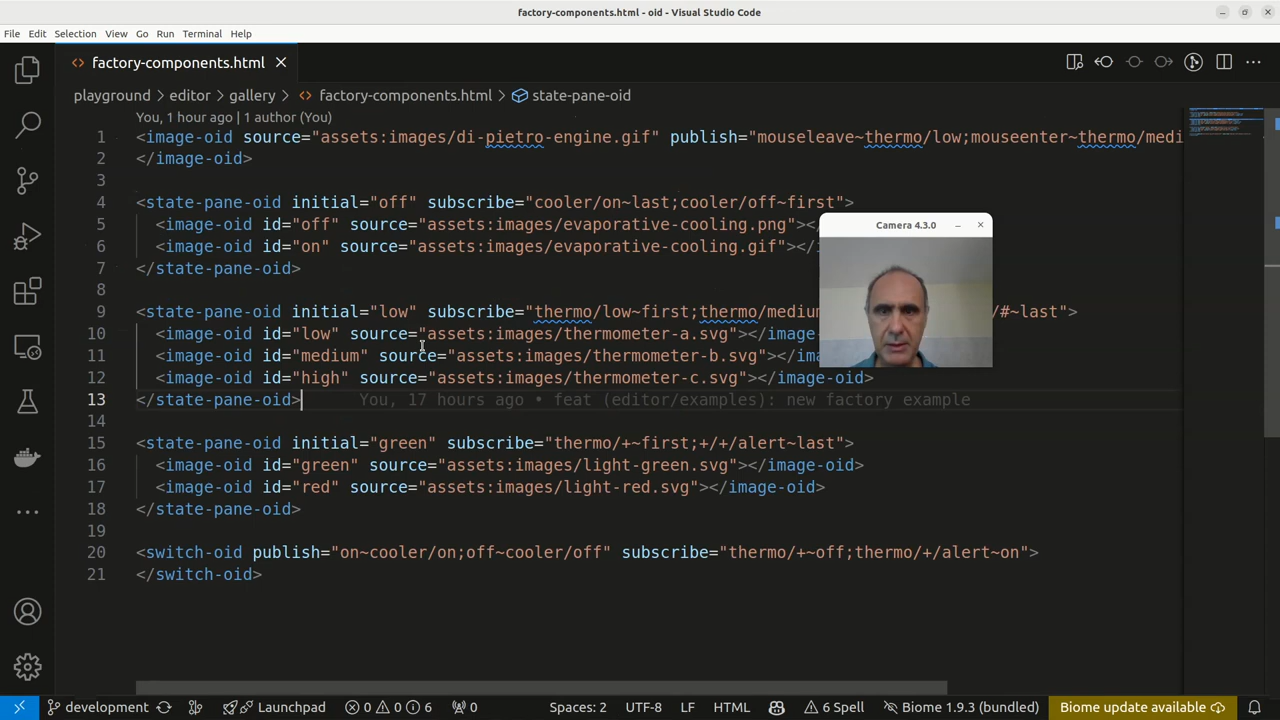 factory-components.html - oid - Visual Studio Code
File Edit Selection View Go Run Terminal Help
factory-components.html
playground > editor > gallery > factory-components.html > state-pane-oid
You, 1 hour ago | 1 author (You)
1 <image-oid source="assets:images/di-pietro-engine.gif" publish="mouseleave~thermo/low;mouseenter~thermo/medi
2 </image-oid>
3
4 <state-pane-oid initial="off" subscribe="cooler/on~last;cooler/off~first">
5 <image-oid id="off" source="assets:images/evaporative-cooling.png"></
6 <image-oid id="on" source="assets:images/evaporative-cooling.gif"></i
7 </state-pane-oid>
8
9 <state-pane-oid initial="low" subscribe="thermo/low~first;thermo/medium /#~last">
10 <image-oid id="low" source="assets:images/thermometer-a.svg"></image-
11 <image-oid id="medium" source="assets:images/thermometer-b.svg"></ima
12 <image-oid id="high" source="assets:images/thermometer-c.svg"></image-oid>
13 </state-pane-oid> You, 17 hours ago • feat (editor/examples): new factory example
14
15 <state-pane-oid initial="green" subscribe="thermo/+~first;+/+/alert~last">
16 <image-oid id="green" source="assets:images/light-green.svg"></image-oid>
17 <image-oid id="red" source="assets:images/light-red.svg"></image-oid>
18 </state-pane-oid>
19
20 <switch-oid publish="on~cooler/on;off~cooler/off" subscribe="thermo/+~off;thermo/+/alert~on">
21 </switch-oid>
Camera 4.3.0
development Launchpad 0 0 6 0 Spaces: 2 UTF-8 LF HTML 6 Spell Biome 1.9.3 (bundled) Biome update available